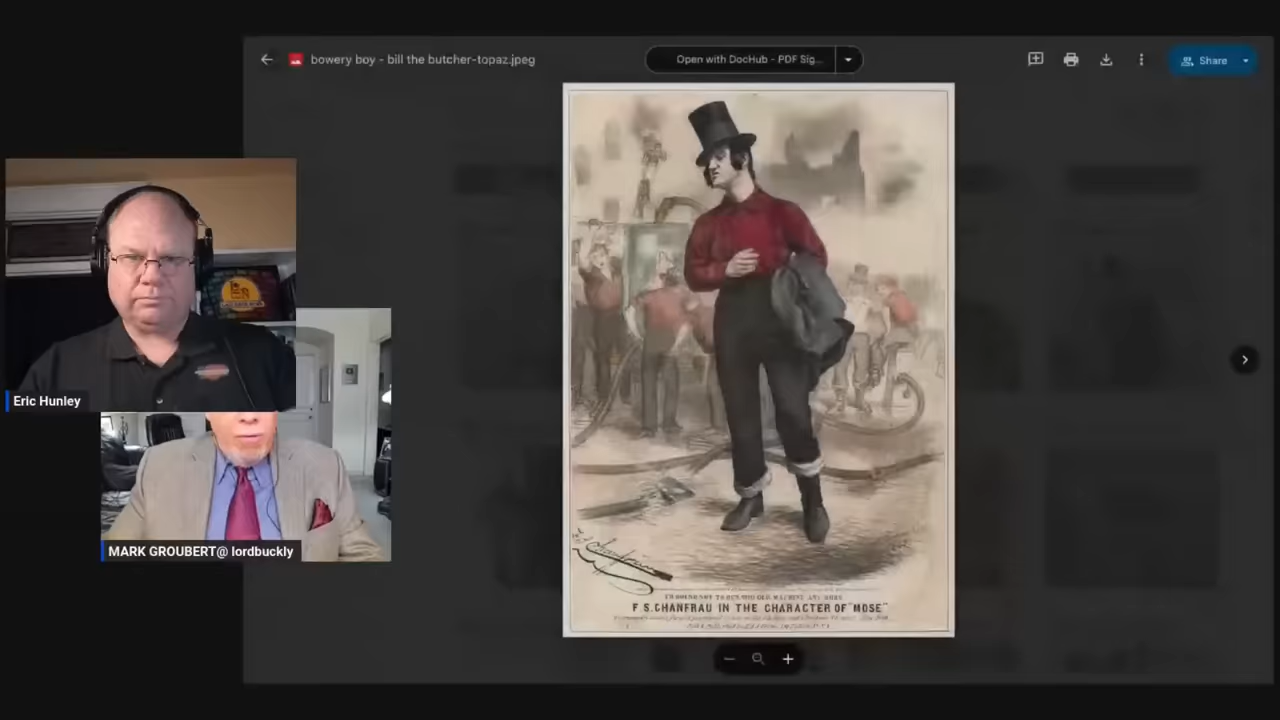 bowery boy - bill the butcher-topaz.jpeg
Open with DocHub - PDF Sig...
Share
Eric Hunley
MARK GROUBERT@ lordbuckly
F. S. CHANFRAU IN THE CHARACTER OF "MOSE"